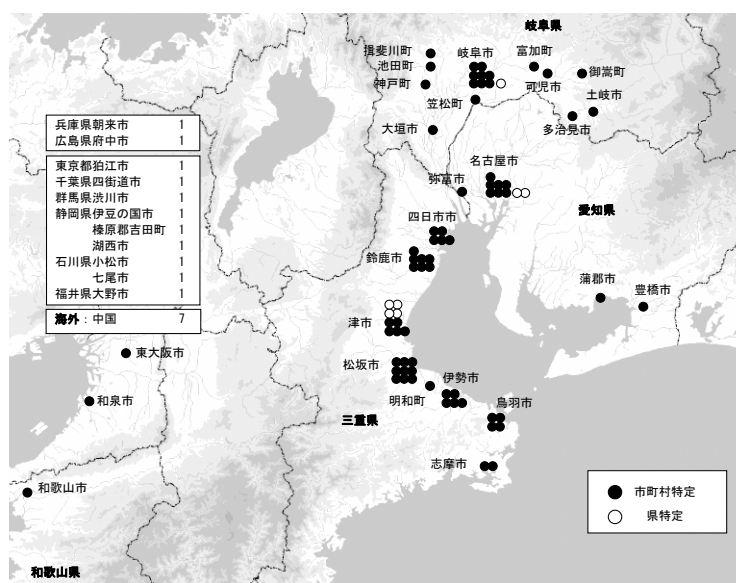 岐阜県
揖斐川町
岐阜市
富加町
池田町
御嵩町
神戸町
可児市
笠松町
土岐市
大垣市
多治見市
兵庫県朝来市 1
広島県府中市 1
東京都狛江市 1
千葉県四街道市 1
群馬県渋川市 1
静岡県伊豆の国市 1
榛原郡吉田町 1
湖西市 1
石川県小松市 1
七尾市 1
福井県大野市 1
海外：中国 7
名古屋市
弥富市
愛知県
四日市市
鈴鹿市
蒲郡市
豊橋市
津市
東大阪市
松坂市
伊勢市
和泉市
明和町
鳥羽市
三重県
志摩市
和歌山市
和歌山県
● 市町村特定
○ 県特定